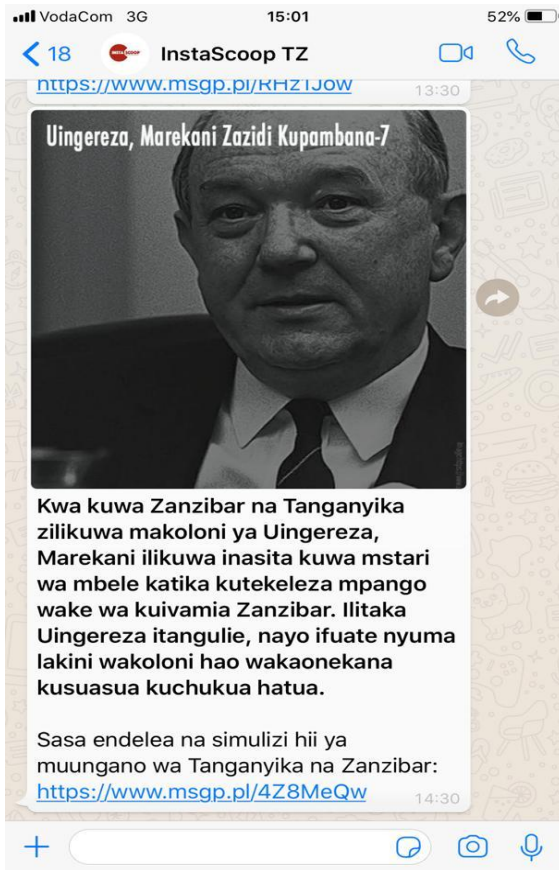 VodaCom 3G 15:01 52%
18 INSTASCOOP InstaScoop TZ
https://www.msgp.pl/RHz1Jow
13:30
Uingereza, Marekani Zazidi Kupambana-7
Kwa kuwa Zanzibar na Tanganyika
zilikuwa makoloni ya Uingereza,
Marekani ilikuwa inasita kuwa mstari
wa mbele katika kutekeleza mpango
wake wa kuivamia Zanzibar. Ilitaka
Uingereza itangulie, nayo ifuate nyuma
lakini wakoloni hao wakaonekana
kusuasua kuchukua hatua.
Sasa endelea na simulizi hii ya
muungano wa Tanganyika na Zanzibar:
https://www.msgp.pl/4Z8MeQw
14:30